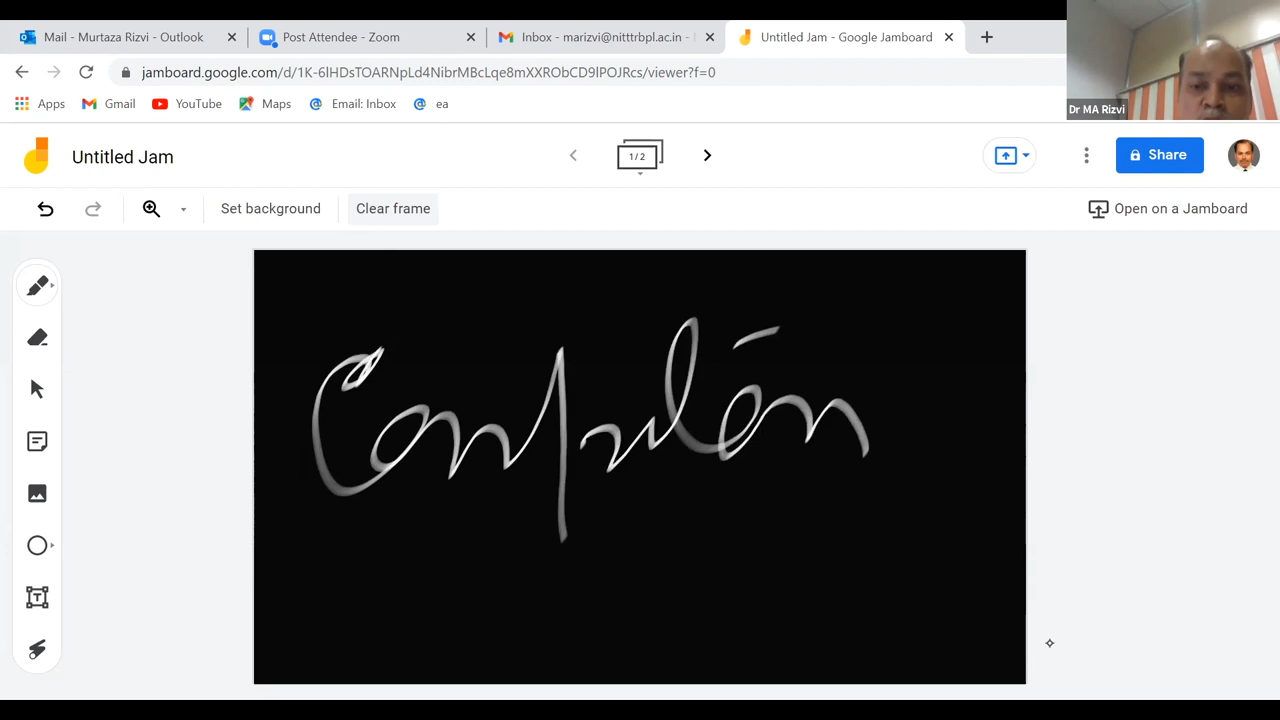 Mail - Murtaza Rizvi - Outlook
Post Attendee - Zoom
Inbox - marizvi@nitttrbpl.ac.in -
Untitled Jam - Google Jamboard
jamboard.google.com/d/1K-6lHDsTOARNpLd4NibrMBcLqe8mXXRObCD9lPOJRcs/viewer?f=0
Dr MA Rizvi
Apps
Gmail
YouTube
Maps
Email: Inbox
ea
Untitled Jam
1/2
Share
Set background
Clear frame
Open on a Jamboard
Computer